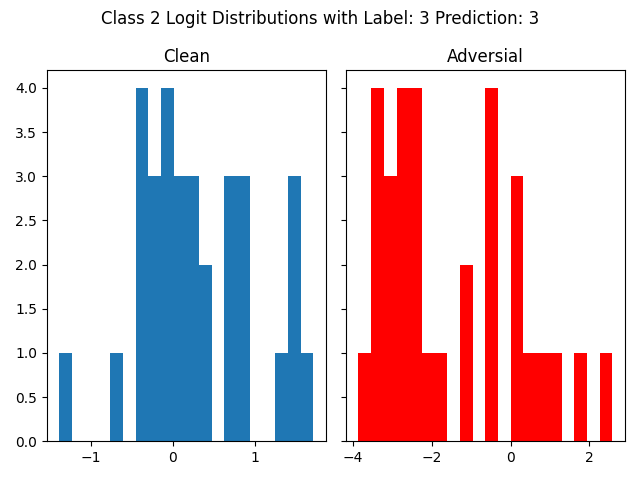 Class 2 Logit Distributions with Label: 3 Prediction: 3
Clean
Adversial
4.0
3.5
3.0
2.5
2.0
1.5
1.0
0.5
0.0
−1 0 1
−4 −2 0 2